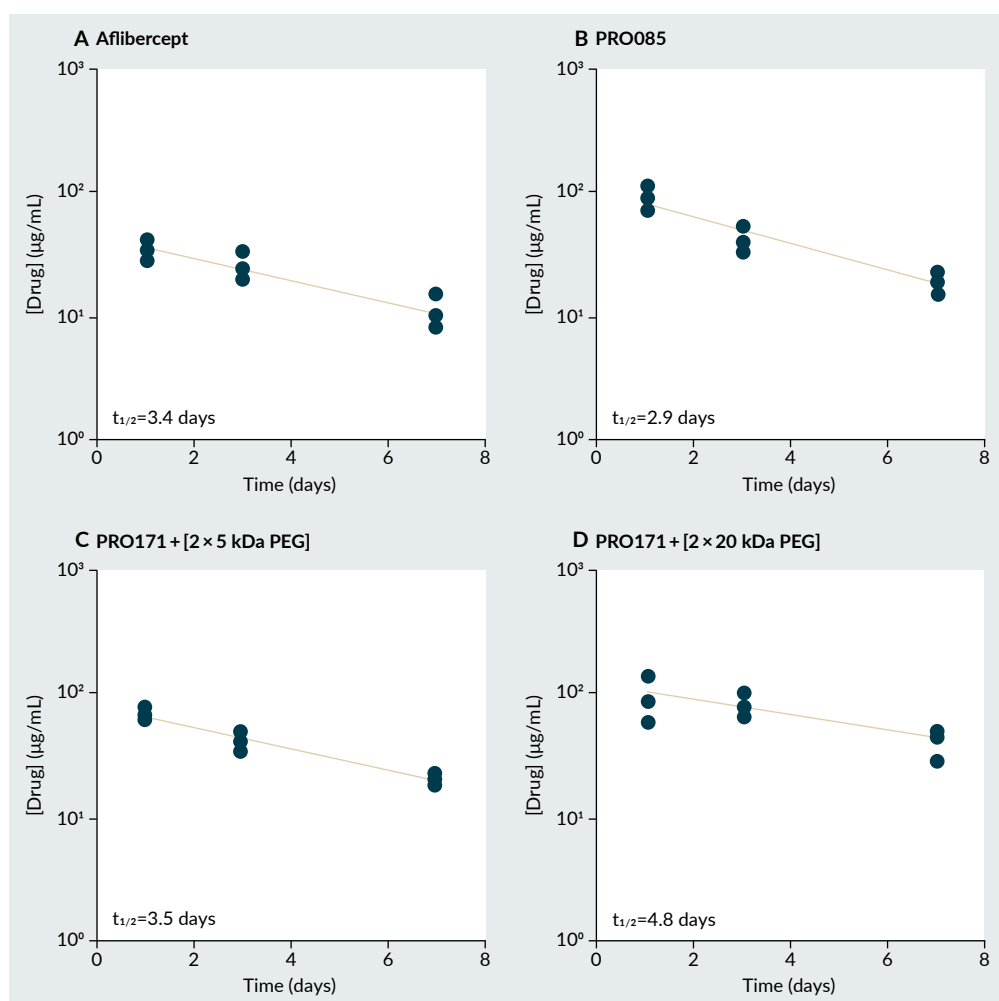 A Aflibercept
10³
10²
10¹
10⁰
[Drug] (µg/mL)
t₁/₂=3.4 days
0 2 4 6 8
Time (days)
B PRO085
10³
10²
10¹
10⁰
[Drug] (µg/mL)
t₁/₂=2.9 days
0 2 4 6 8
Time (days)
C PRO171 + [2 × 5 kDa PEG]
10³
10²
10¹
10⁰
[Drug] (µg/mL)
t₁/₂=3.5 days
0 2 4 6 8
Time (days)
D PRO171 + [2 × 20 kDa PEG]
10³
10²
10¹
10⁰
[Drug] (µg/mL)
t₁/₂=4.8 days
0 2 4 6 8
Time (days)